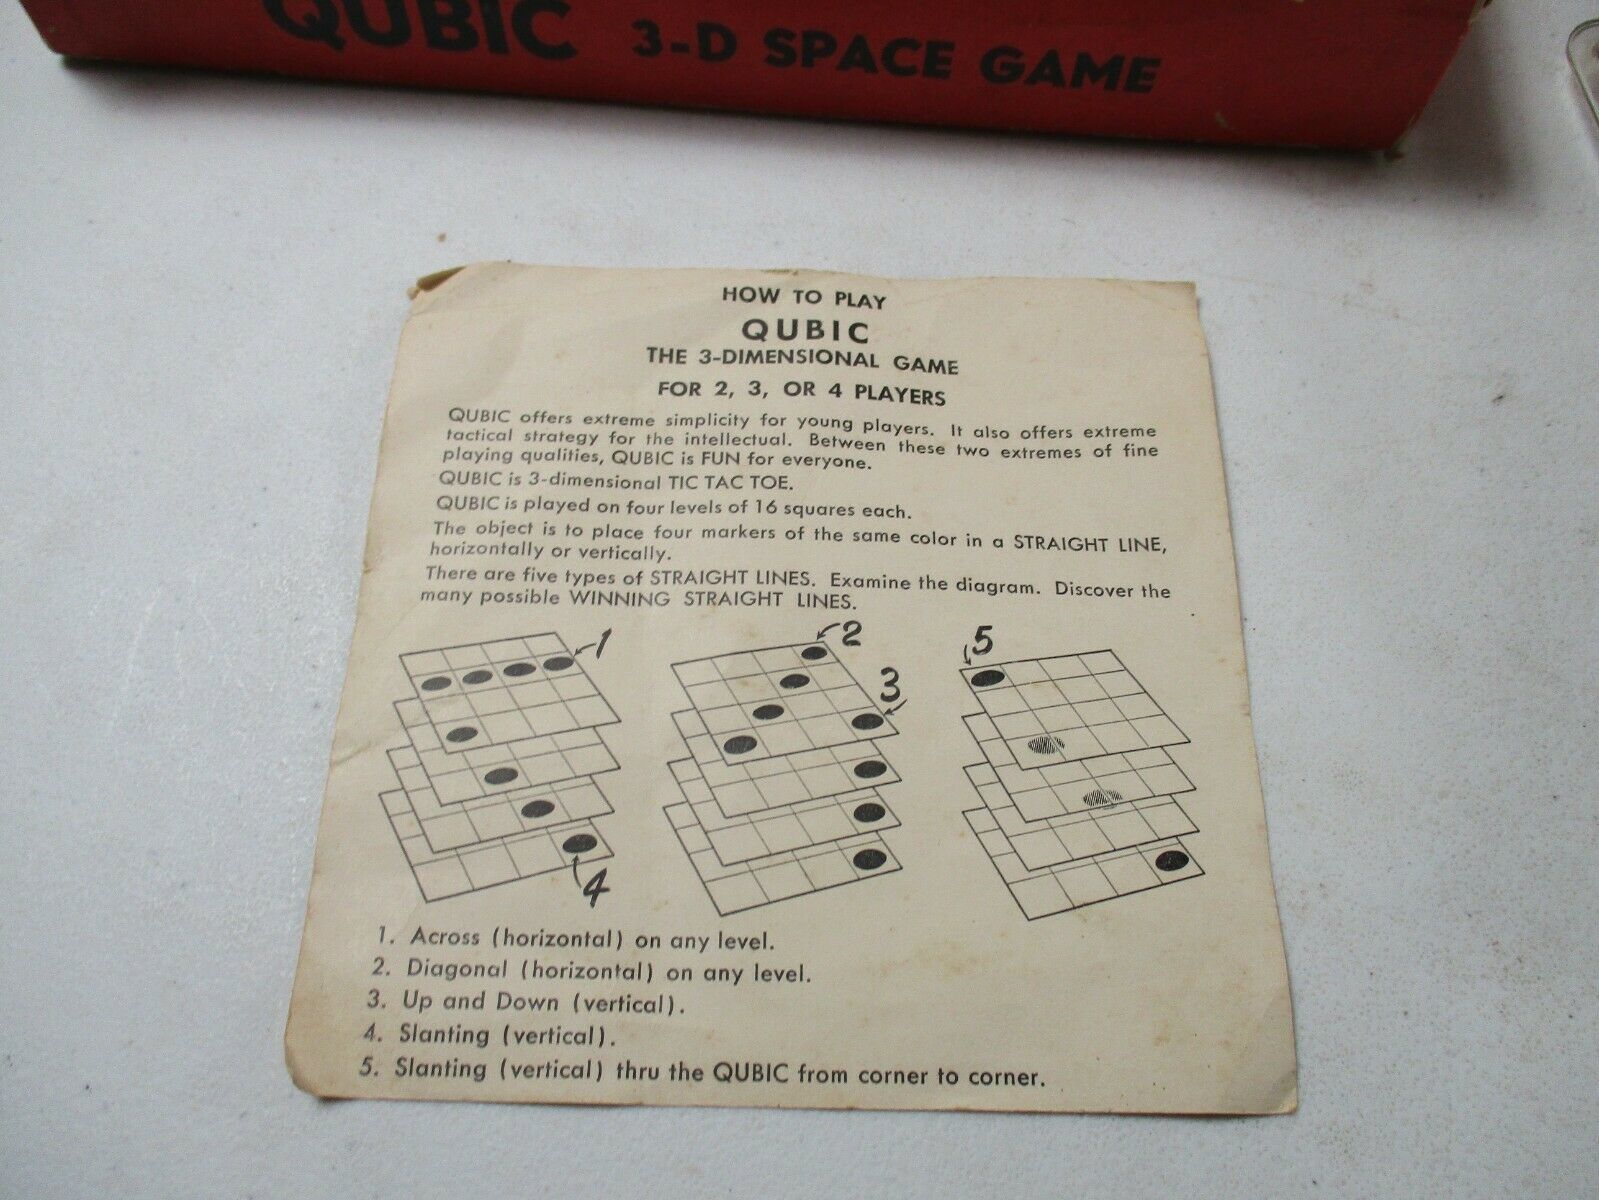 QUBIC 3-D SPACE GAME
HOW TO PLAY
QUBIC
THE 3-DIMENSIONAL GAME
FOR 2, 3, OR 4 PLAYERS
QUBIC offers extreme simplicity for young players. It also offers extreme
tactical strategy for the intellectual. Between these two extremes of fine
playing qualities, QUBIC is FUN for everyone.
QUBIC is 3-dimensional TIC TAC TOE.
QUBIC is played on four levels of 16 squares each.
The object is to place four markers of the same color in a STRAIGHT LINE,
horizontally or vertically.
There are five types of STRAIGHT LINES. Examine the diagram. Discover the
many possible WINNING STRAIGHT LINES.
1
2
3
4
5
1. Across (horizontal) on any level.
2. Diagonal (horizontal) on any level.
3. Up and Down (vertical).
4. Slanting (vertical).
5. Slanting (vertical) thru the QUBIC from corner to corner.